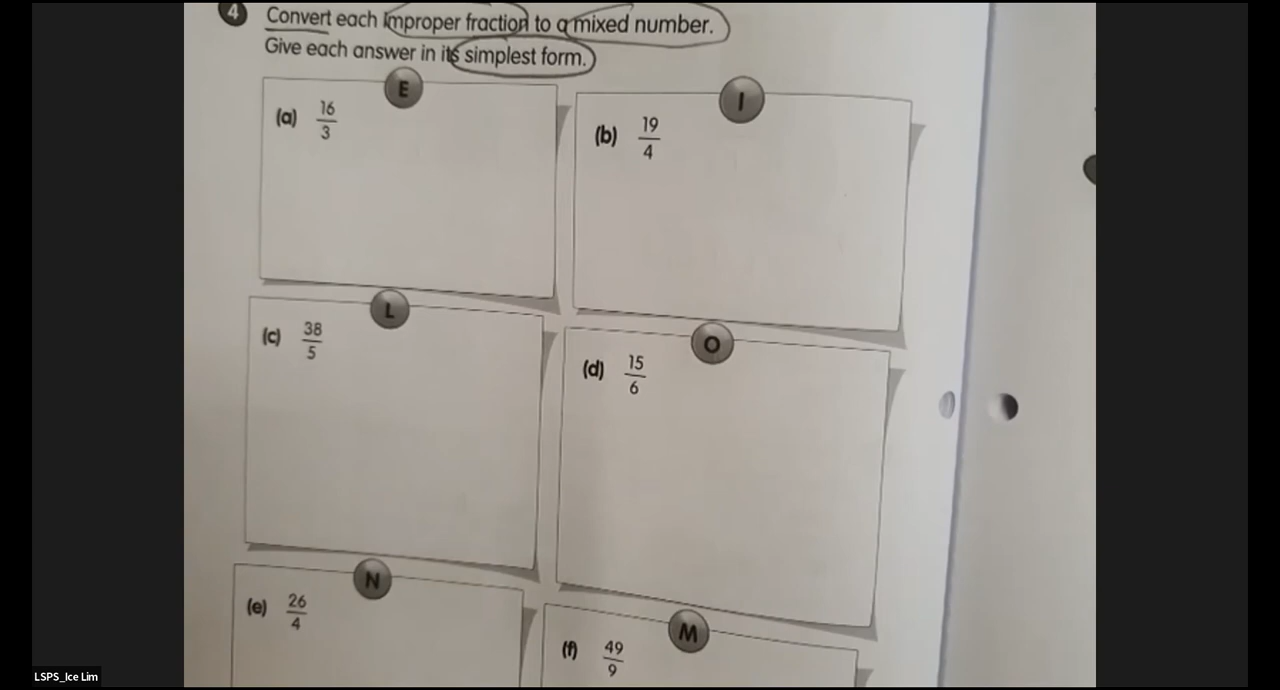 4 Convert each improper fraction to a mixed number.
Give each answer in its simplest form.
E
(a) 16/3
I
(b) 19/4
L
(c) 38/5
O
(d) 15/6
N
(e) 26/4
M
(f) 49/9
LSPS_Ice Lim